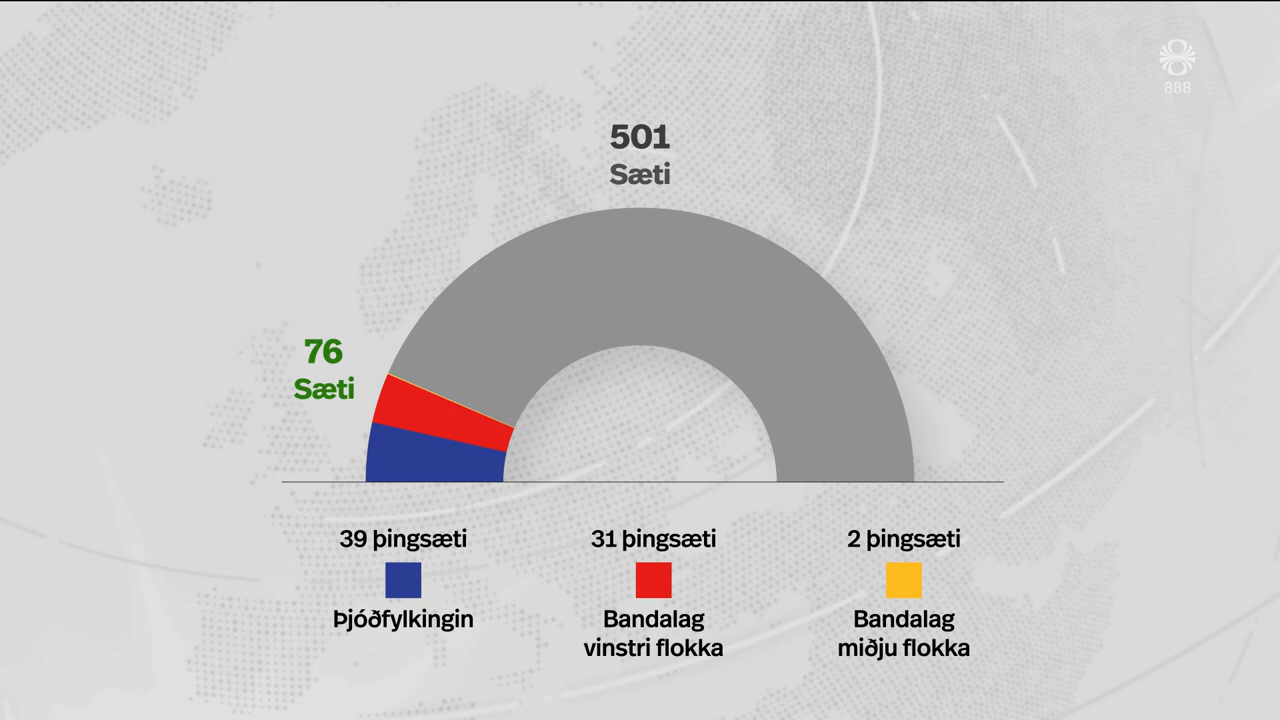 888
501
Sæti
76
Sæti
39 þingsæti
31 þingsæti
2 þingsæti
Þjóðfylkingin
Bandalag
vinstri flokka
Bandalag
miðju flokka